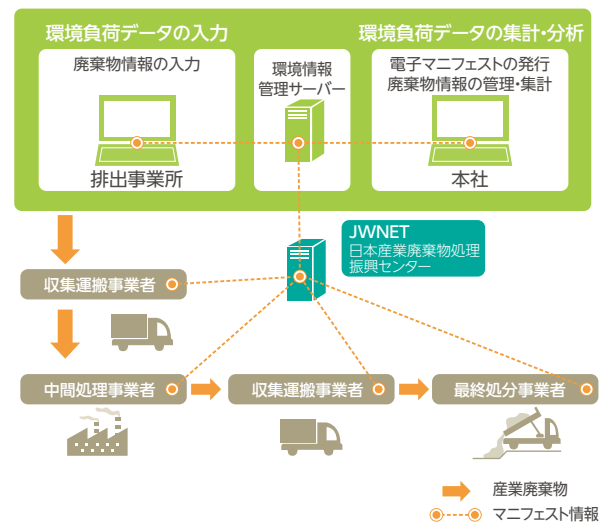 環境負荷データの入力
環境負荷データの集計・分析
廃棄物情報の入力
環境情報
管理サーバー
電子マニフェストの発行
廃棄物情報の管理・集計
排出事業所
本社
JWNET
日本産業廃棄物処理
振興センター
収集運搬事業者
中間処理事業者
収集運搬事業者
最終処分事業者
産業廃棄物
マニフェスト情報